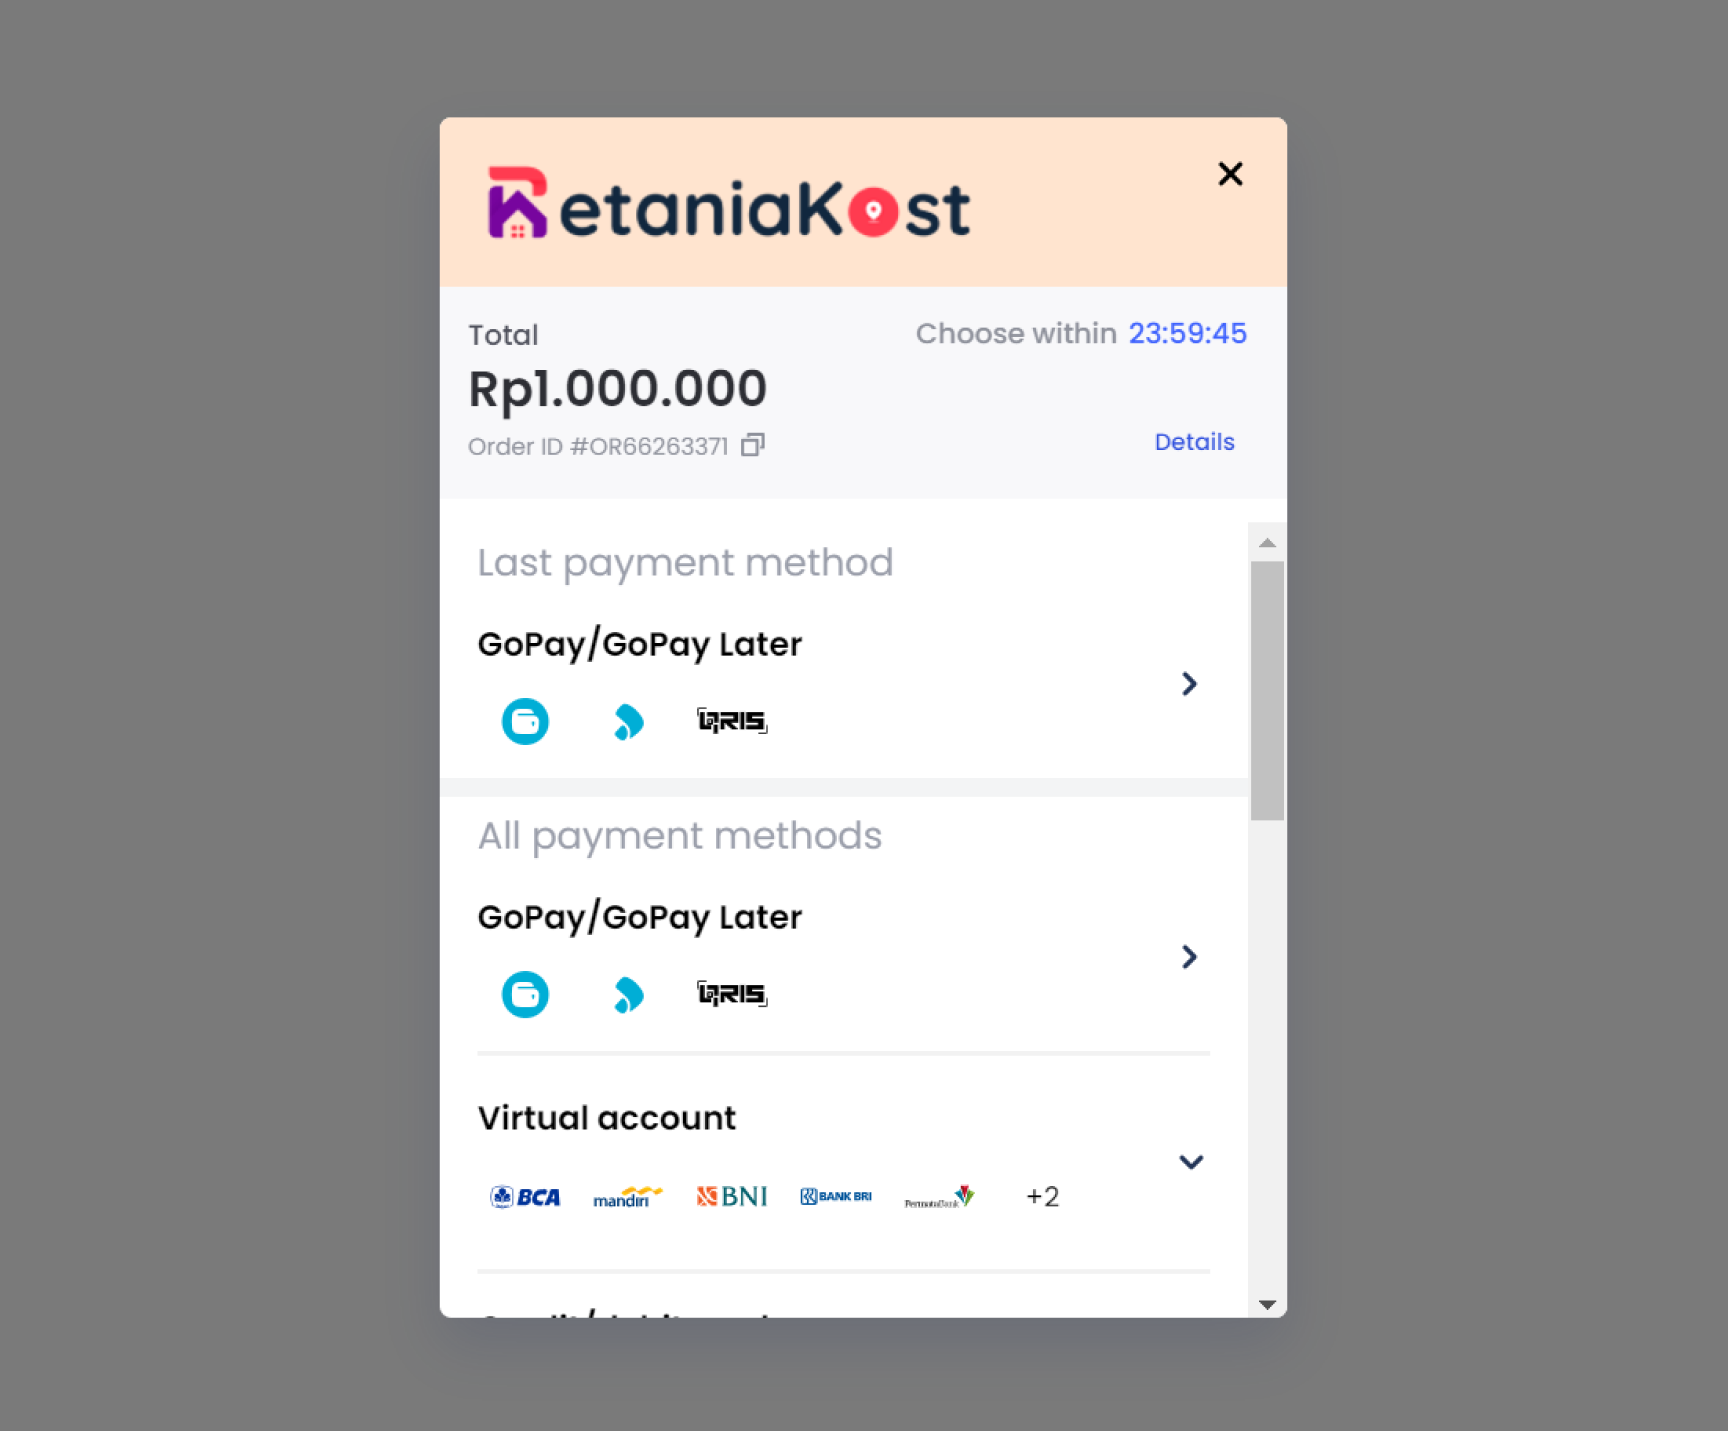 RetaniaKost
Total
Choose within 23:59:45
Rp1.000.000
Order ID #OR66263371
Details
Last payment method
GoPay/GoPay Later
QRIS
All payment methods
GoPay/GoPay Later
QRIS
Virtual account
BCA mandiri BNI BANK BRI PermataBank +2